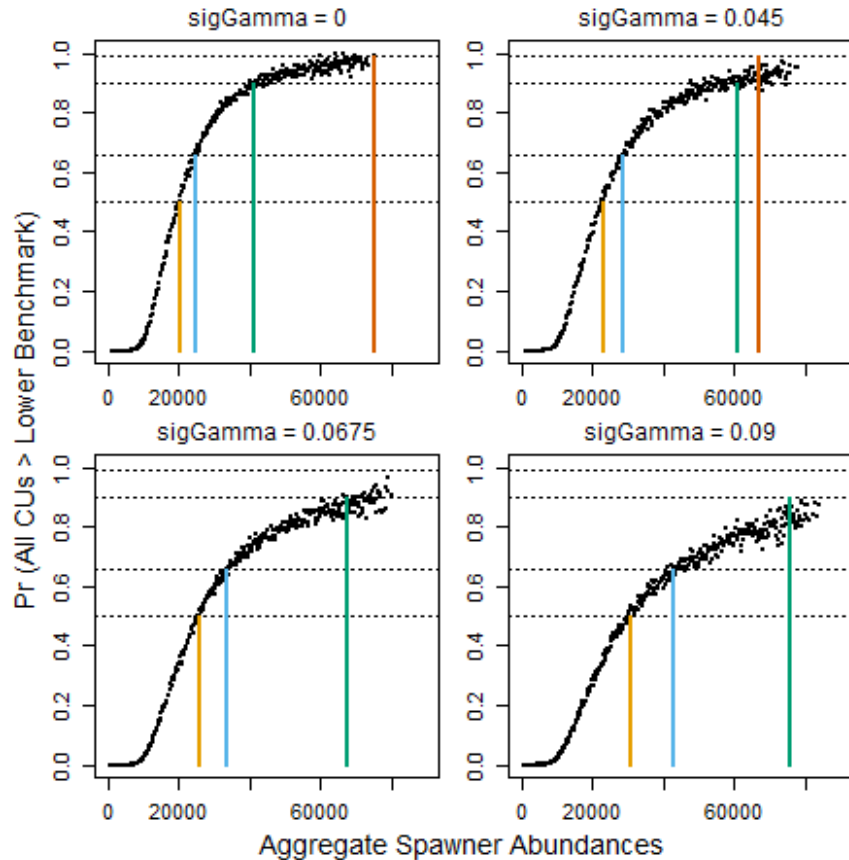 sigGamma = 0
sigGamma = 0.045
0.0 0.2 0.4 0.6 0.8 1.0
0.0 0.2 0.4 0.6 0.8 1.0
0 20000 60000
0 20000 60000
sigGamma = 0.0675
sigGamma = 0.09
0.0 0.2 0.4 0.6 0.8 1.0
0.0 0.2 0.4 0.6 0.8 1.0
0 20000 60000
0 20000 60000
Pr (All CUs > Lower Benchmark)
Aggregate Spawner Abundances